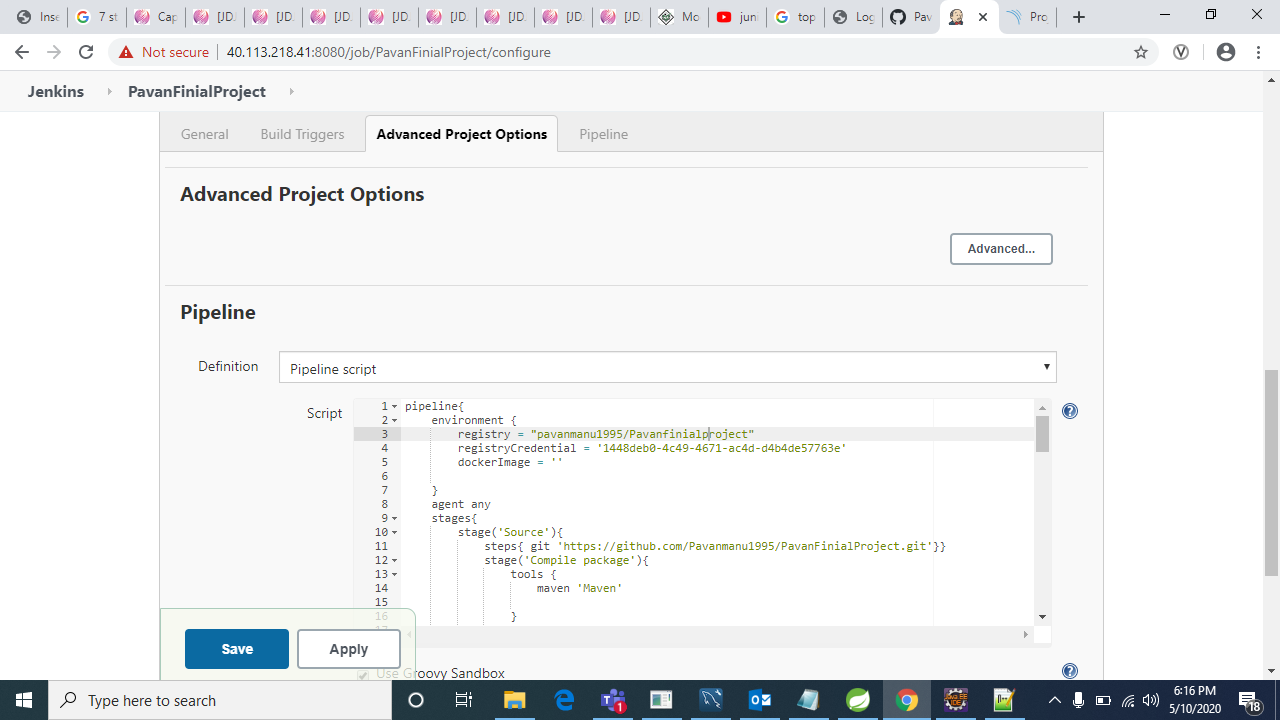 Inse
7 st
Cap
[JD.
[JD.
[JD.
[JD.
[JD.
[JD.
[JD.
[JD.
Mo
jun
top
Log
Pav
Pro
Not secure
40.113.218.41:8080/job/PavanFinialProject/configure
Jenkins
PavanFinialProject
General
Build Triggers
Advanced Project Options
Pipeline
Advanced Project Options
Advanced...
Pipeline
Definition
Pipeline script
Script
1 pipeline{
2 environment {
3 registry = "pavanmanu1995/Pavanfinialproject"
4 registryCredential = '1448deb0-4c49-4671-ac4d-d4b4de57763e'
5 dockerImage = ''
6
7 }
8 agent any
9 stages{
10 stage('Source'){
11 steps{ git 'https://github.com/Pavanmanu1995/PavanFinialProject.git'}}
12 stage('Compile package'){
13 tools {
14 maven 'Maven'
15
16 }
17
Save
Apply
Use Groovy Sandbox
Type here to search
1
6:16 PM
5/10/2020
18